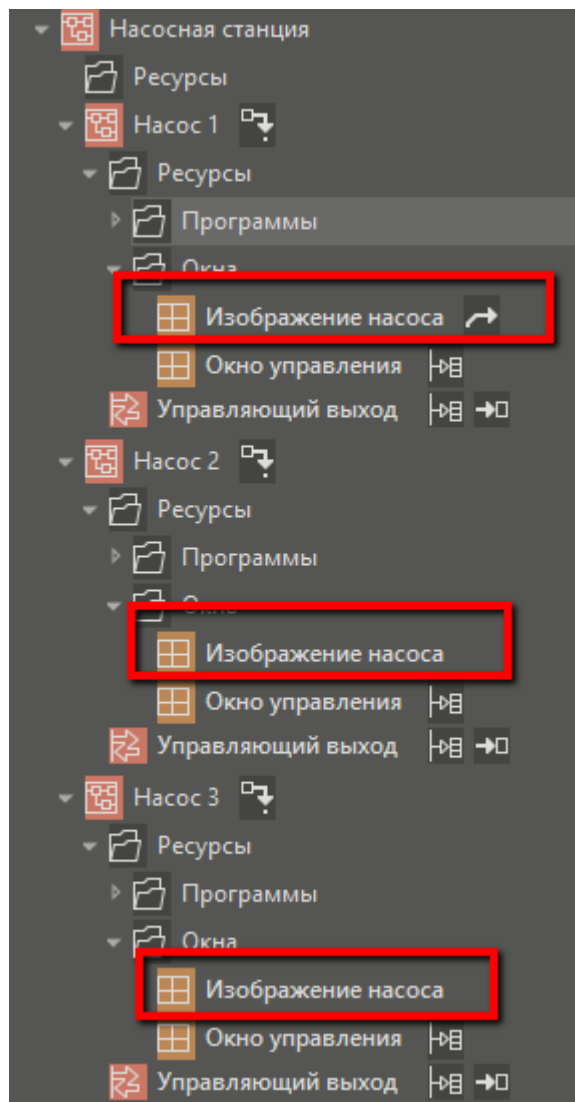 Насосная станция
Ресурсы
Насос 1
Ресурсы
Программы
Окна
Изображение насоса
Окно управления
Управляющий выход
Насос 2
Ресурсы
Программы
Окна
Изображение насоса
Окно управления
Управляющий выход
Насос 3
Ресурсы
Программы
Окна
Изображение насоса
Окно управления
Управляющий выход